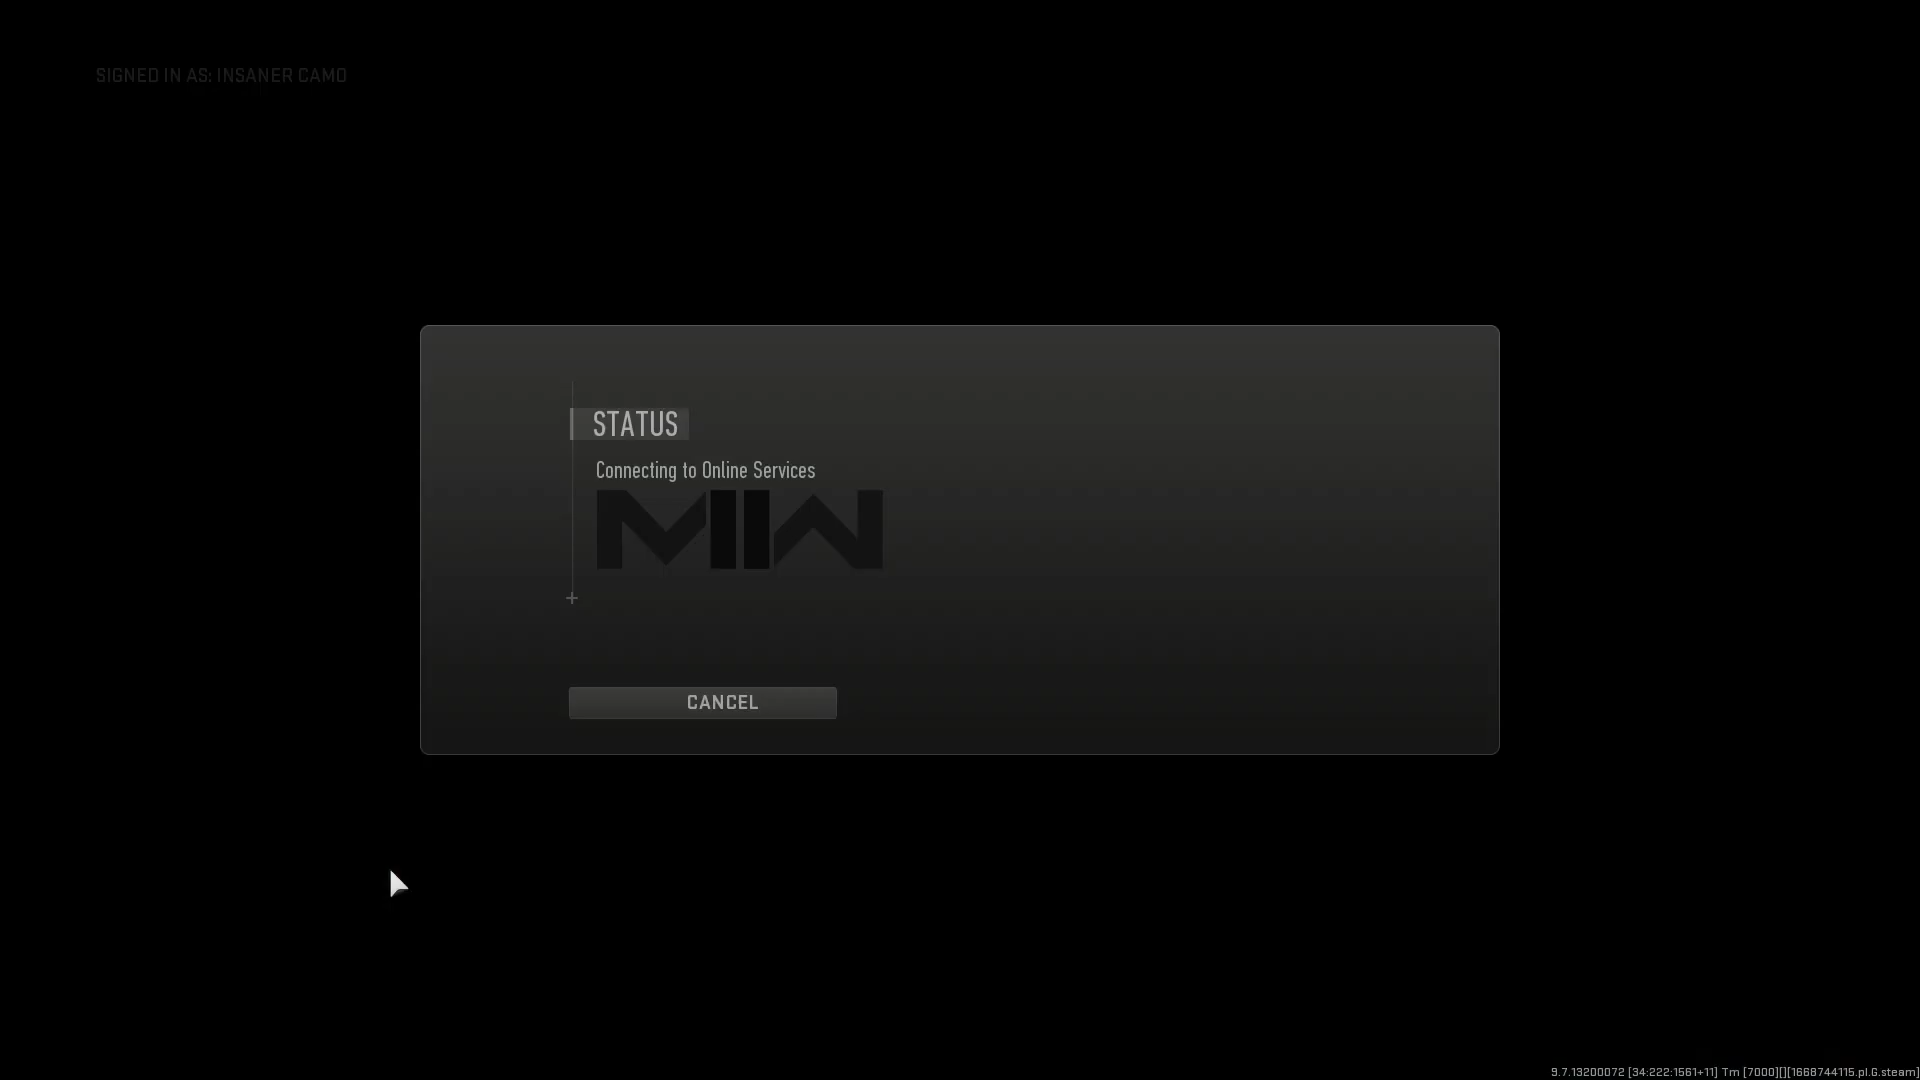 SIGNED IN AS: INSANER CAMO
STATUS
Connecting to Online Services
MIIW
CANCEL
9.7.13200072 [34:222:1561+11] Tm [7000][][1668744115.pl.G.steam]